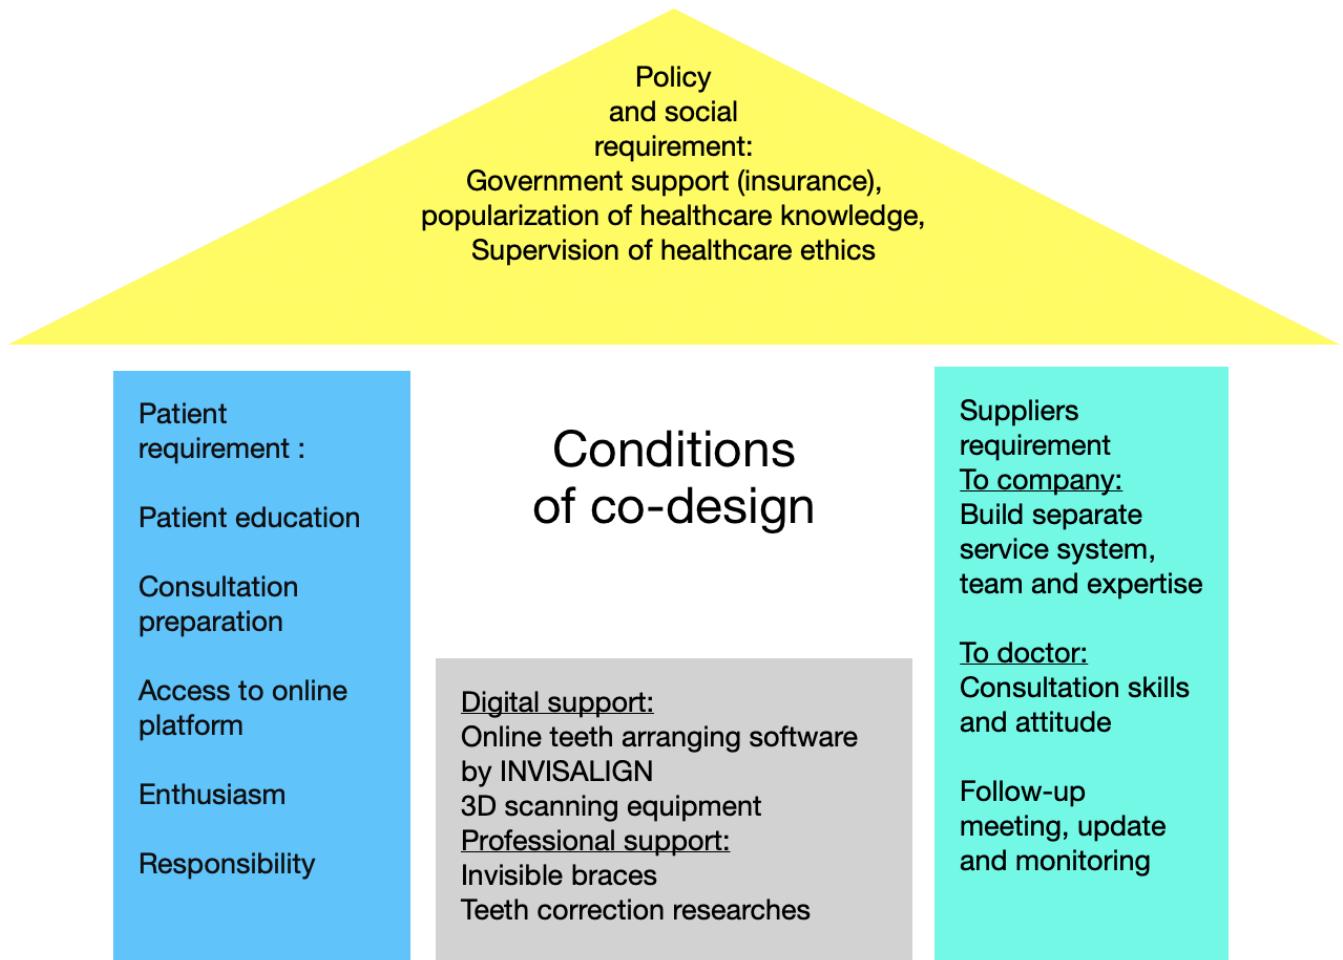 Policy
and social
requirement:
Government support (insurance),
popularization of healthcare knowledge,
Supervision of healthcare ethics
Patient
requirement :
Patient education
Consultation
preparation
Access to online
platform
Enthusiasm
Responsibility
Conditions
of co-design
Digital support:
Online teeth arranging software
by INVISALIGN
3D scanning equipment
Professional support:
Invisible braces
Teeth correction researches
Suppliers
requirement
To company:
Build separate
service system,
team and expertise
To doctor:
Consultation skills
and attitude
Follow-up
meeting, update
and monitoring